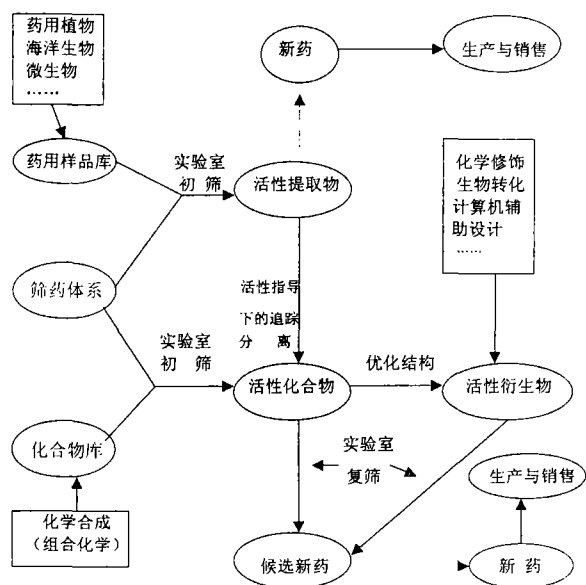 药用植物
海洋生物
微生物
……
新药
生产与销售
药用样品库
实验室
初 筛
活性提取物
化学修饰
生物转化
计算机辅
助设计
……
筛药体系
活性指导
下的追踪
分 离
实验室
初 筛
活性化合物
优化结构
活性衍生物
化合物库
实验室
复筛
生产与销售
化学合成
（组合化学）
候选新药
新 药